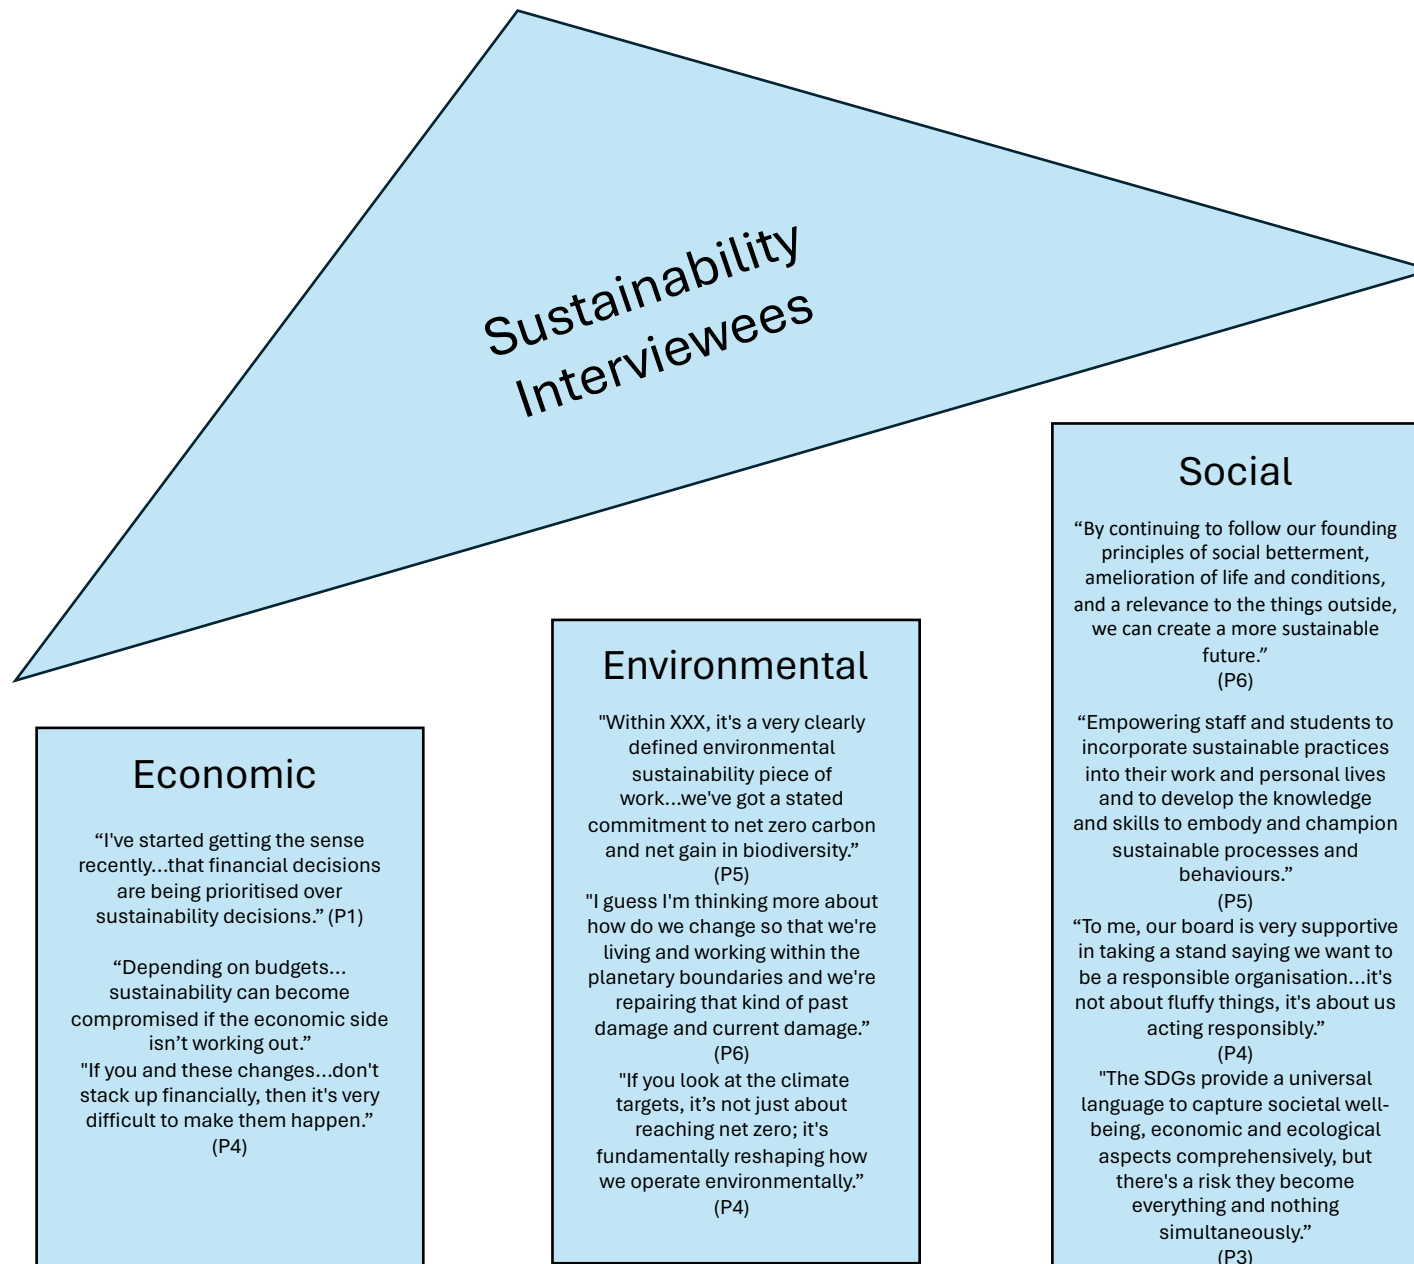 Sustainability
Interviewees
Economic
“I've started getting the sense
recently...that financial decisions
are being prioritised over
sustainability decisions.” (P1)
“Depending on budgets...
sustainability can become
compromised if the economic side
isn’t working out.”
"If you and these changes...don't
stack up financially, then it's very
difficult to make them happen.”
(P4)
Environmental
"Within XXX, it's a very clearly
defined environmental
sustainability piece of
work...we've got a stated
commitment to net zero carbon
and net gain in biodiversity.”
(P5)
"I guess I'm thinking more about
how do we change so that we're
living and working within the
planetary boundaries and we're
repairing that kind of past
damage and current damage.”
(P6)
"If you look at the climate
targets, it’s not just about
reaching net zero; it's
fundamentally reshaping how
we operate environmentally.”
(P4)
Social
“By continuing to follow our founding
principles of social betterment,
amelioration of life and conditions,
and a relevance to the things outside,
we can create a more sustainable
future.”
(P6)
“Empowering staff and students to
incorporate sustainable practices
into their work and personal lives
and to develop the knowledge
and skills to embody and champion
sustainable processes and
behaviours.”
(P5)
“To me, our board is very supportive
in taking a stand saying we want to
be a responsible organisation...it's
not about fluffy things, it's about us
acting responsibly.”
(P4)
"The SDGs provide a universal
language to capture societal well-
being, economic and ecological
aspects comprehensively, but
there's a risk they become
everything and nothing
simultaneously.”
(P3)